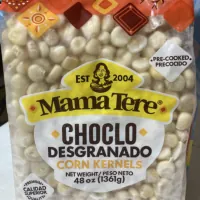 EST 2004
PRE-COOKED
PRECOCIDO
Mama Tere
CHOCLO
DESGRANADO
CORN KERNELS
NET WEIGHT/PESO NETO
48 oz (1361g)
CALIDAD
SUPERIOR